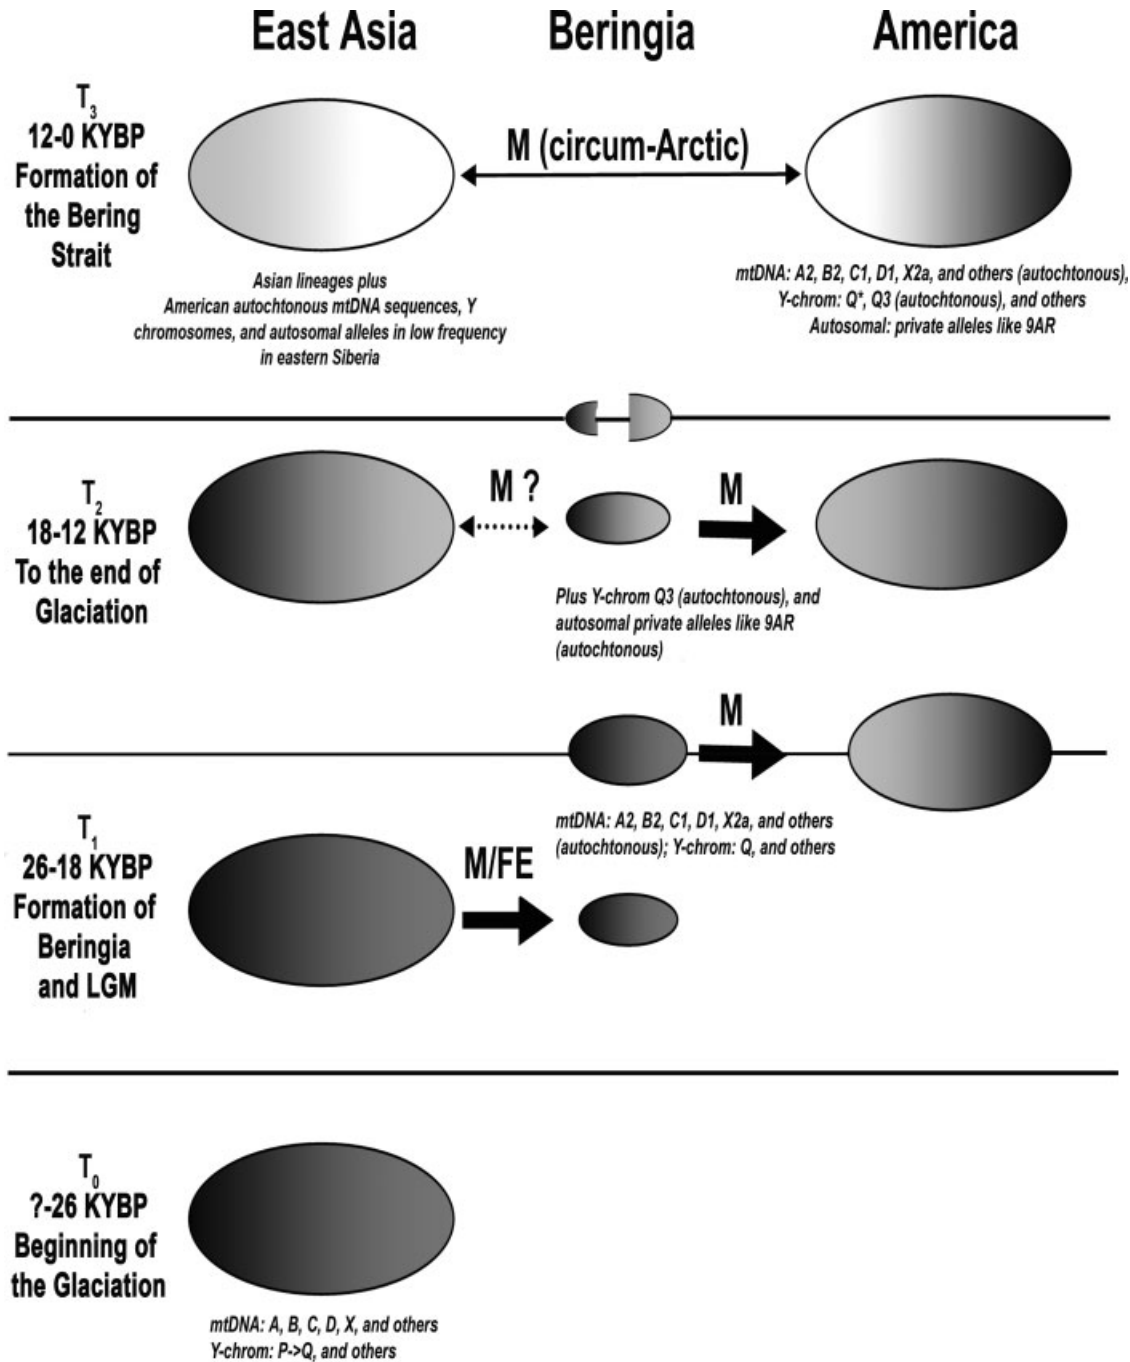 East Asia
Beringia
America
T3
12-0 KYBP
Formation of
the Bering
Strait
M (circum-Arctic)
Asian lineages plus
American autochtonous mtDNA sequences, Y
chromosomes, and autosomal alleles in low frequency
in eastern Siberia
mtDNA: A2, B2, C1, D1, X2a, and others (autochtonous),
Y-chrom: Q*, Q3 (autochtonous), and others
Autosomal: private alleles like 9AR
T2
18-12 KYBP
To the end of
Glaciation
M ?
M
Plus Y-chrom Q3 (autochtonous), and
autosomal private alleles like 9AR
(autochtonous)
M
T1
26-18 KYBP
Formation of
Beringia
and LGM
M/FE
mtDNA: A2, B2, C1, D1, X2a, and others
(autochtonous); Y-chrom: Q, and others
T0
?-26 KYBP
Beginning of
the Glaciation
mtDNA: A, B, C, D, X, and others
Y-chrom: P->Q, and others